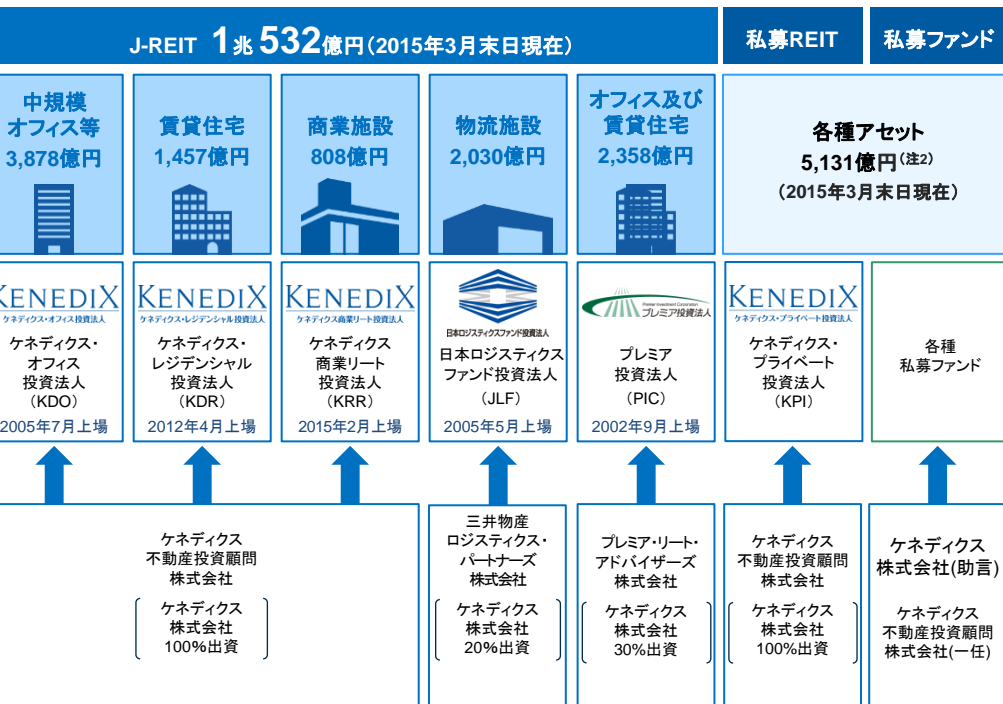 J-REIT 1兆532億円(2015年3月末日現在)
私募REIT
私募ファンド
中規模
オフィス等
3,878億円
賃貸住宅
1,457億円
商業施設
808億円
物流施設
2,030億円
オフィス及び
賃貸住宅
2,358億円
各種アセット
5,131億円(注2)
(2015年3月末日現在)
KENEDIX
ケネディクス・オフィス投資法人
ケネディクス・
オフィス
投資法人
(KDO)
2005年7月上場
KENEDIX
ケネディクス・レジデンシャル投資法人
ケネディクス・
レジデンシャル
投資法人
(KDR)
2012年4月上場
KENEDIX
ケネディクス商業リート投資法人
ケネディクス
商業リート
投資法人
(KRR)
2015年2月上場
日本ロジスティクスファンド投資法人
日本ロジスティクス
ファンド投資法人
(JLF)
2005年5月上場
Premier Investment Corporation
プレミア投資法人
プレミア
投資法人
(PIC)
2002年9月上場
KENEDIX
ケネディクス・プライベート投資法人
ケネディクス・
プライベート
投資法人
(KPI)
各種
私募ファンド
ケネディクス
不動産投資顧問
株式会社
ケネディクス
株式会社
100%出資
三井物産
ロジスティクス・
パートナーズ
株式会社
ケネディクス
株式会社
20%出資
プレミア・リート・
アドバイザーズ
株式会社
ケネディクス
株式会社
30%出資
ケネディクス
不動産投資顧問
株式会社
ケネディクス
株式会社
100%出資
ケネディクス
株式会社(助言)
ケネディクス
不動産投資顧問
株式会社(一任)